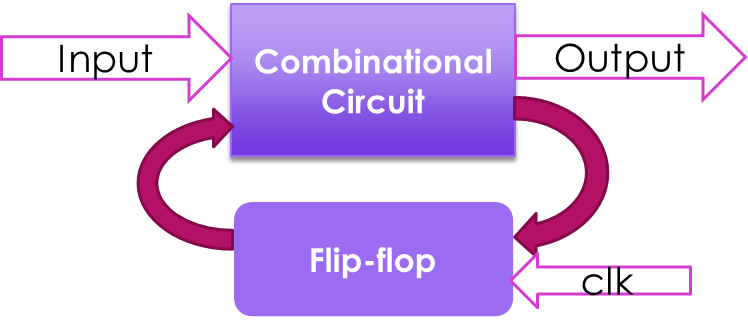 Input
Combinational
Circuit
Output
Flip-flop
clk